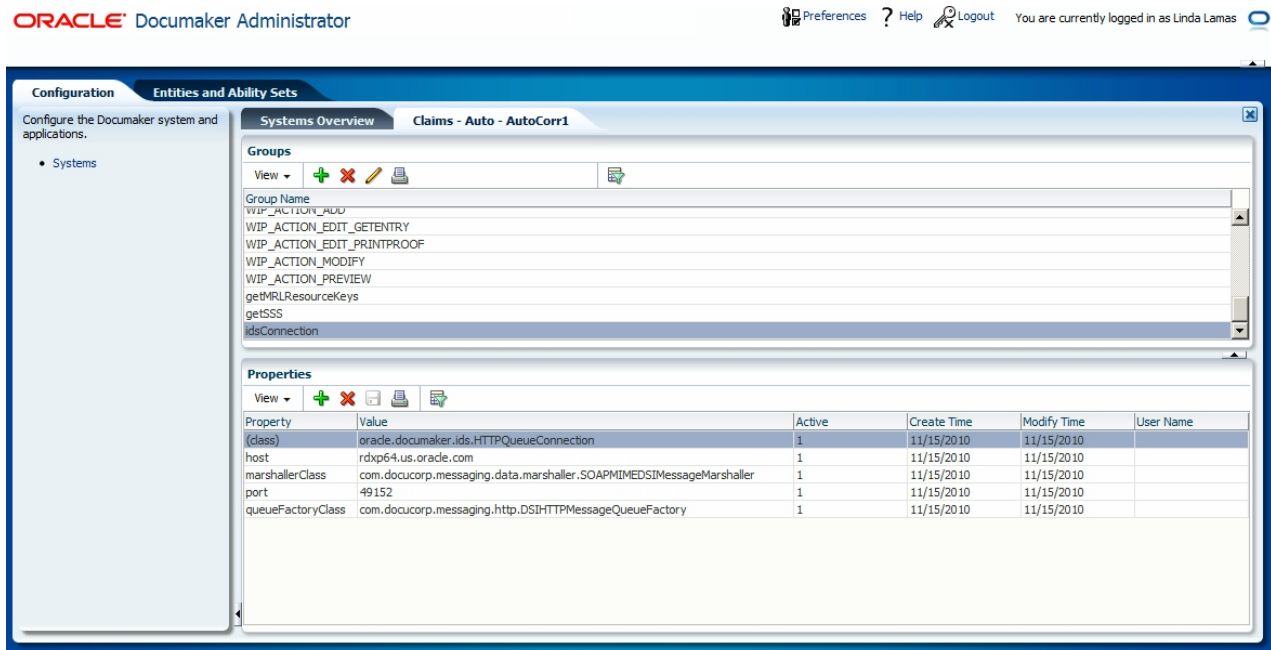 ORACLE Documaker Administrator
Preferences ? Help Logout You are currently logged in as Linda Lamas
Configuration Entities and Ability Sets
Configure the Documaker system and
applications.
• Systems
Systems Overview Claims - Auto - AutoCorr1
Groups
View
Group Name
WIP_ACTION_ADD
WIP_ACTION_EDIT_GETENTRY
WIP_ACTION_EDIT_PRINTPROOF
WIP_ACTION_MODIFY
WIP_ACTION_PREVIEW
getMRLResourceKeys
getSSS
idsConnection
Properties
View
Property Value Active Create Time Modify Time User Name
(class) oracle.documaker.ids.HTTPQueueConnection 1 11/15/2010 11/15/2010
host rdxp64.us.oracle.com 1 11/15/2010 11/15/2010
marshallerClass com.docucorp.messaging.data.marshaller.SOAPMIMEDSIMessageMarshaller 1 11/15/2010 11/15/2010
port 49152 1 11/15/2010 11/15/2010
queueFactoryClass com.docucorp.messaging.http.DSIHTTPMessageQueueFactory 1 11/15/2010 11/15/2010